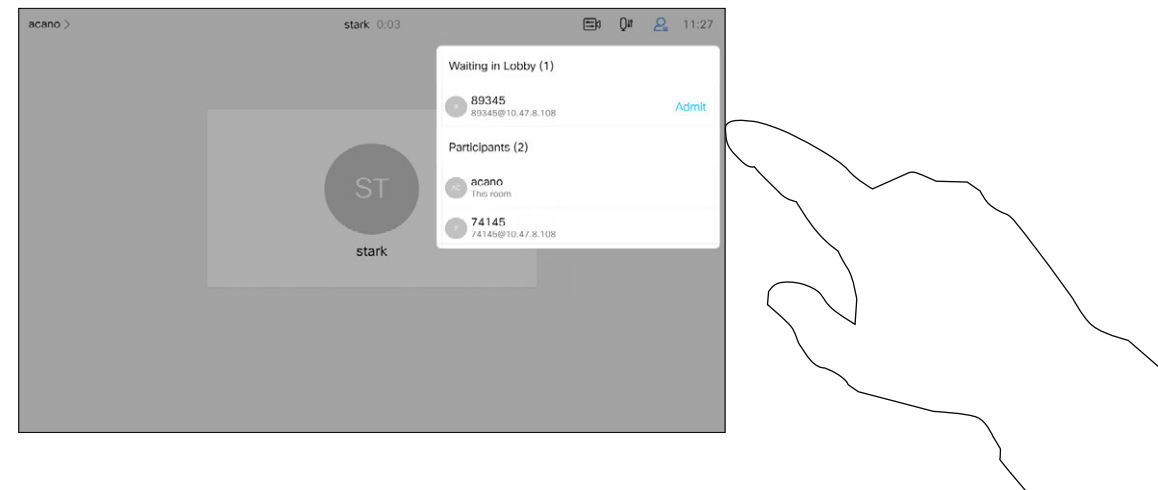 acano >
stark 0:03
11:27
Waiting in Lobby (1)
89345
89345@10.47.8.108
Admit
Participants (2)
AC
acano
This room
74145
74145@10.47.8.108
ST
stark